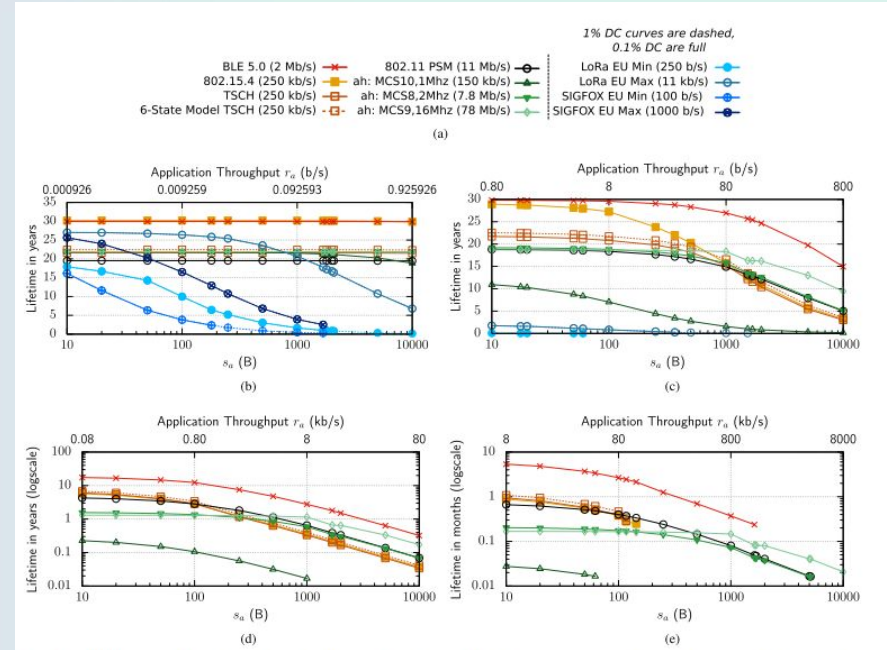 1% DC curves are dashed,
0.1% DC are full
BLE 5.0 (2 Mb/s)
802.15.4 (250 kb/s)
TSCH (250 kb/s)
6-State Model TSCH (250 kb/s)
802.11 PSM (11 Mb/s)
ah: MCS10,1Mhz (150 kb/s)
ah: MCS8,2Mhz (7.8 Mb/s)
ah: MCS9,16Mhz (78 Mb/s)
LoRa EU Min (250 b/s)
LoRa EU Max (11 kb/s)
SIGFOX EU Min (100 b/s)
SIGFOX EU Max (1000 b/s)
(a)
Application Throughput rₐ (b/s)
0.000926 0.009259 0.092593 0.925926
35
30
25
20
15
10
5
0
Lifetime in years
10 100 1000 10000
sₐ (B)
(b)
Application Throughput rₐ (b/s)
0.80 8 80 800
30
25
20
15
10
5
0
Lifetime in years
10 100 1000 10000
sₐ (B)
(c)
Application Throughput rₐ (kb/s)
0.08 0.80 8 80
100
10
1
0.1
0.01
Lifetime in years (logscale)
10 100 1000 10000
sₐ (B)
(d)
Application Throughput rₐ (kb/s)
8 80 800 8000
10
1
0.1
0.01
Lifetime in months (logscale)
10 100 1000 10000
sₐ (B)
(e)